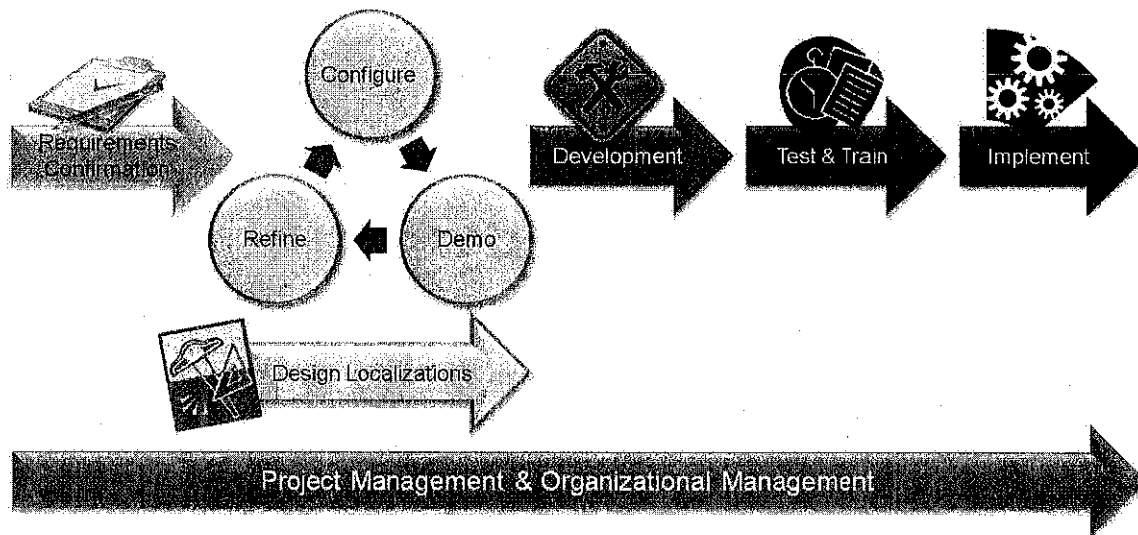 Configure
Requirements
Confirmation
Development
Test & Train
Implement
Refine
Demo
Design Localizations
Project Management & Organizational Management